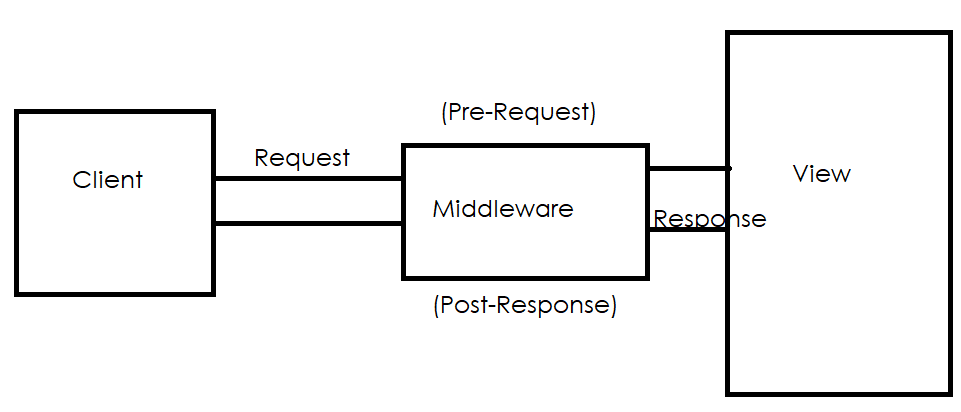 (Pre-Request)
Request
Client
View
Middleware
Response
(Post-Response)